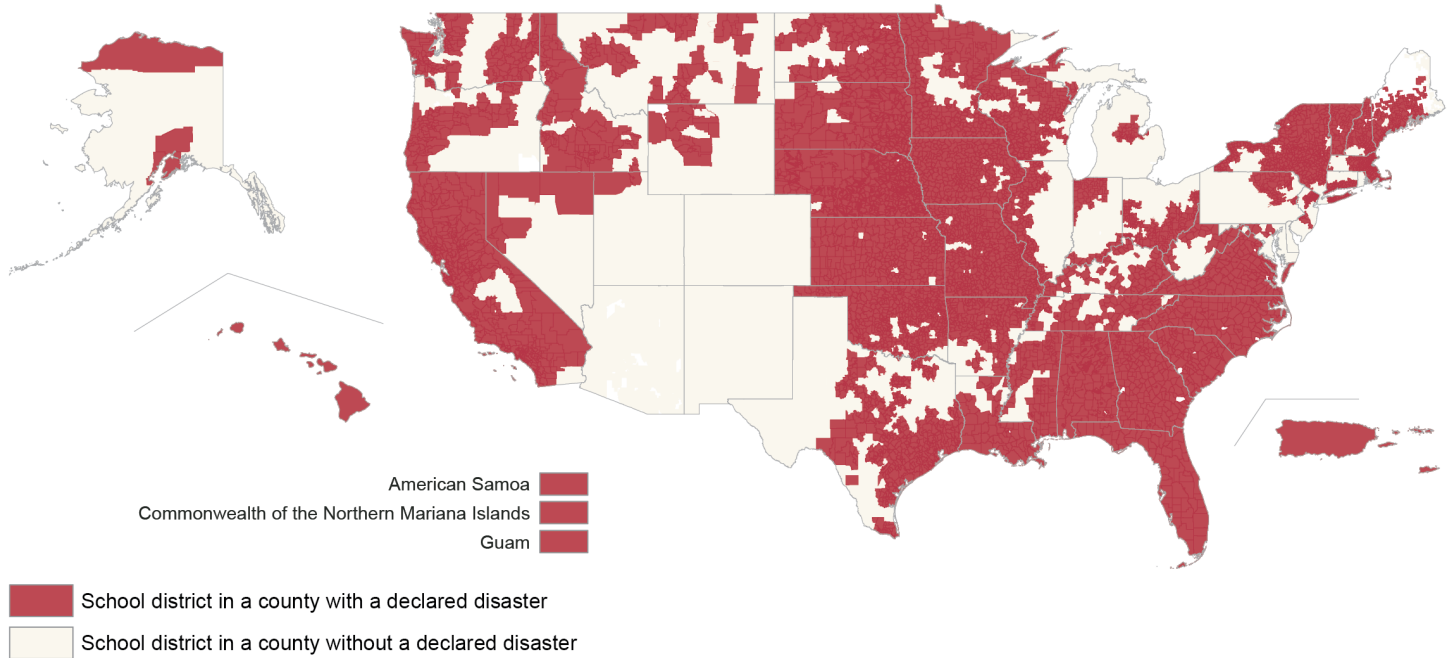 American Samoa
Commonwealth of the Northern Mariana Islands
Guam
School district in a county with a declared disaster
School district in a county without a declared disaster